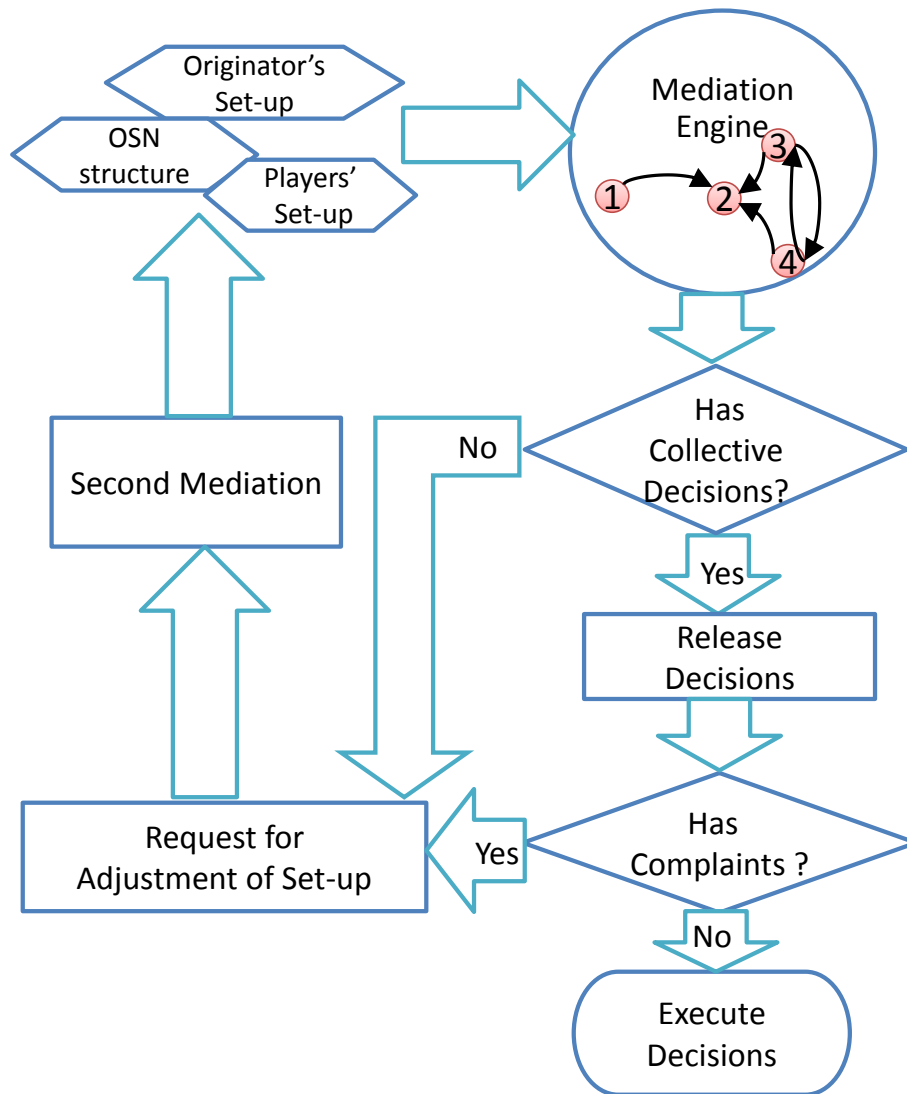 Originator's
Set-up
OSN
structure
Players'
Set-up
Mediation
Engine
1
2
3
4
Has
Collective
Decisions?
No
Yes
Second Mediation
Release
Decisions
Has
Complaints ?
Yes
Request for
Adjustment of Set-up
No
Execute
Decisions